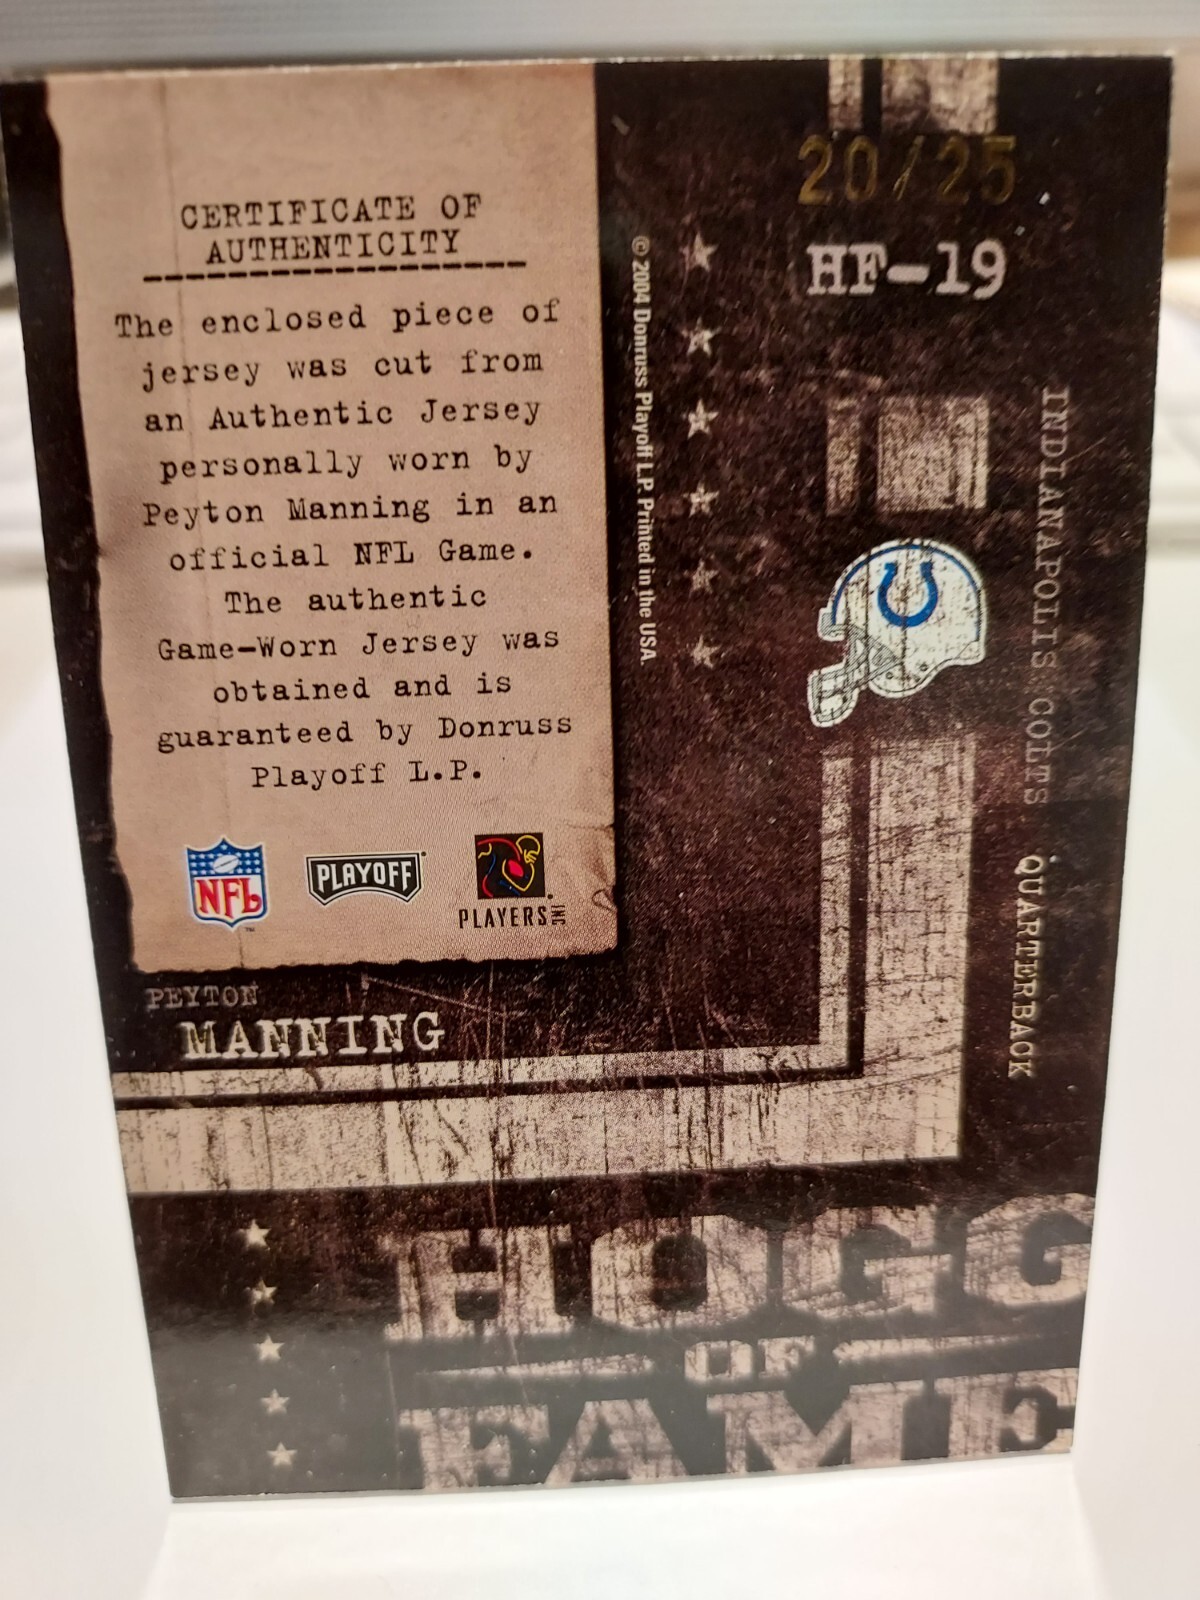 CERTIFICATE OF
AUTHENTICITY
The enclosed piece of
jersey was cut from
an Authentic Jersey
personally worn by
Peyton Manning in an
official NFL Game.
The authentic
Game-Worn Jersey was
obtained and is
guaranteed by Donruss
Playoff L.P.
NFL
PLAYOFF
PLAYERS INC
PEYTON
MANNING
© 2004 Donruss Playoff L.P. Printed in the USA.
20/25
HF-19
INDIANAPOLIS COLTS QUARTERBACK
HOGG
OF
FAME